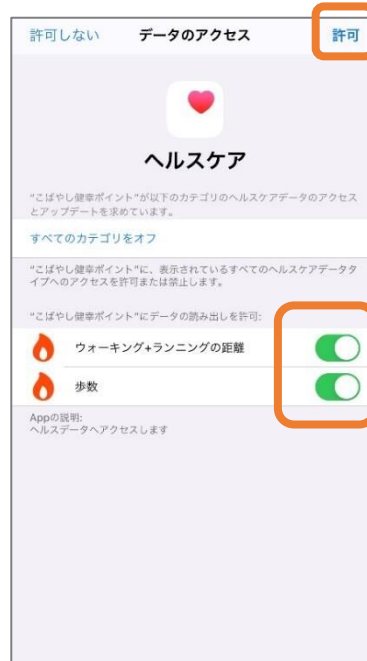 許可しない データのアクセス 許可
ヘルスケア
"こばやし健幸ポイント"が以下のカテゴリのヘルスケアデータのアクセス
とアップデートを求めています。
すべてのカテゴリをオフ
"こばやし健幸ポイント"に、表示されているすべてのヘルスケアデータタ
イプへのアクセスを許可または禁止します。
"こばやし健幸ポイント"にデータの読み出しを許可:
ウォーキング+ランニングの距離
歩数
Appの説明:
ヘルスデータへアクセスします